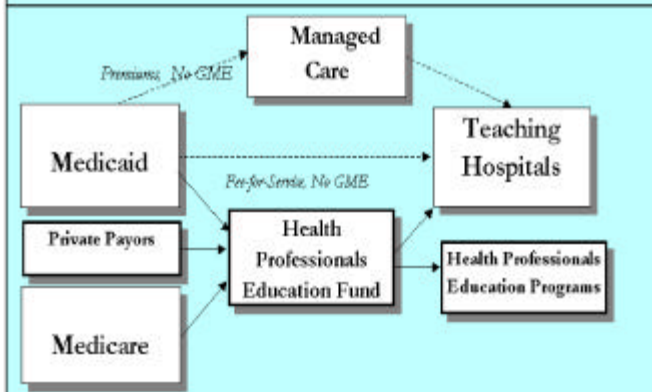 Managed
Care
Premiums, No GME
Teaching
Hospitals
Medicaid
Fee-for-Service, No GME
Private Payors
Health
Professionals
Education Fund
Health Professionals
Education Programs
Medicare